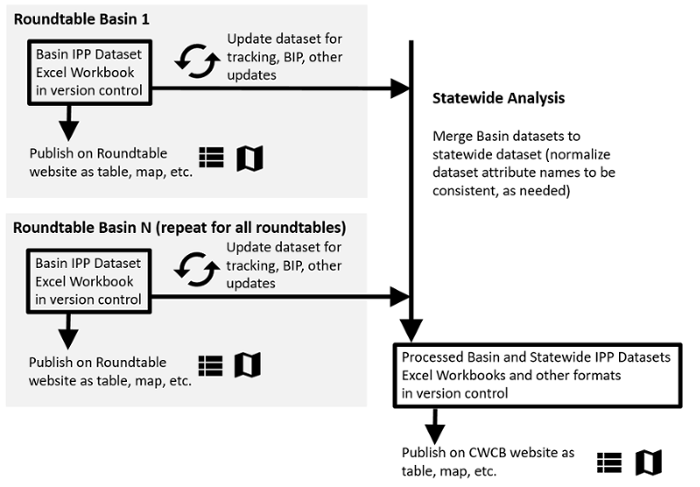 Roundtable Basin 1
Basin IPP Dataset
Excel Workbook
in version control
Update dataset for
tracking, BIP, other
updates
Publish on Roundtable
website as table, map, etc.
Statewide Analysis
Merge Basin datasets to
statewide dataset (normalize
dataset attribute names to be
consistent, as needed)
Roundtable Basin N (repeat for all roundtables)
Basin IPP Dataset
Excel Workbook
in version control
Update dataset for
tracking, BIP, other
updates
Publish on Roundtable
website as table, map, etc.
Processed Basin and Statewide IPP Datasets
Excel Workbooks and other formats
in version control
Publish on CWCB website as
table, map, etc.